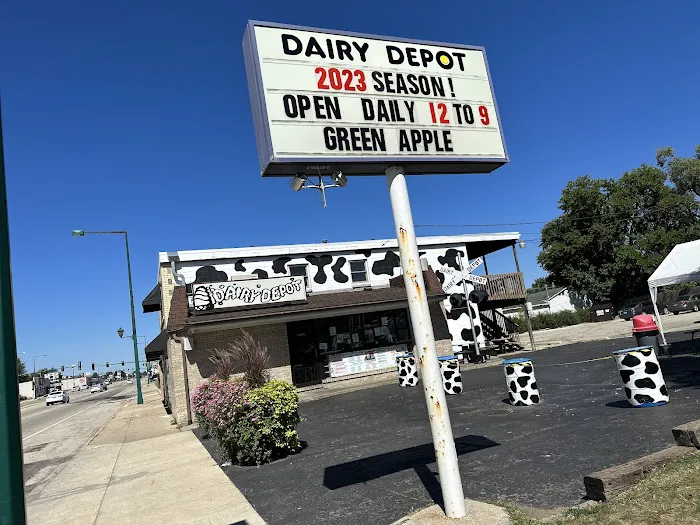 DAIRY DEPOT
2023 SEASON!
OPEN DAILY 12 TO 9
GREEN APPLE
DAIRY DEPOT